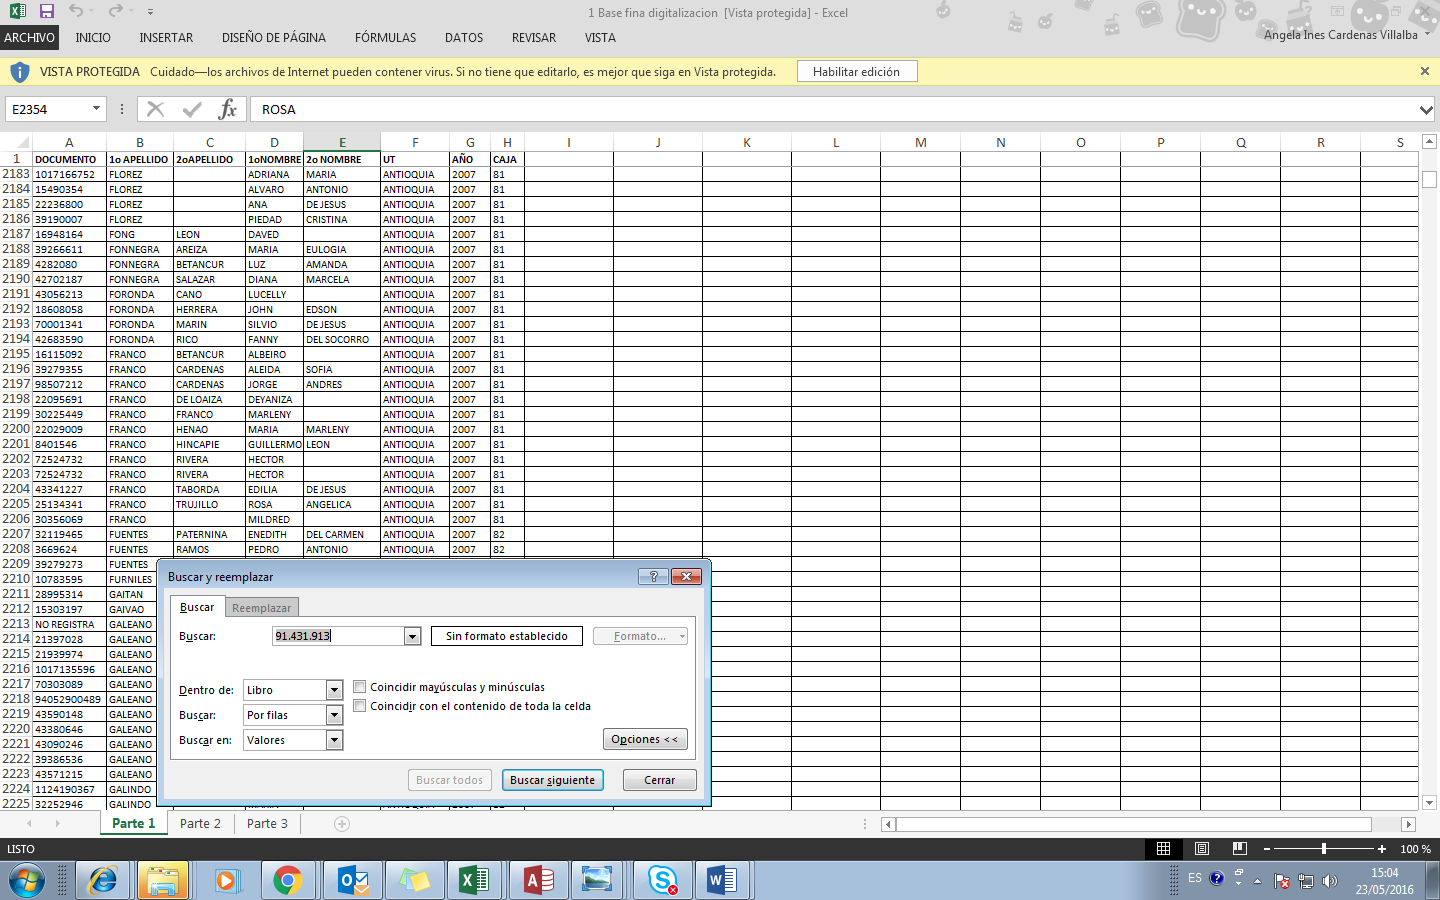 1 Base fina digitalizacion [Vista protegida] - Excel
ARCHIVO INICIO INSERTAR DISEÑO DE PÁGINA FÓRMULAS DATOS REVISAR VISTA Angela Ines Cardenas Villalba
VISTA PROTEGIDA Cuidado—los archivos de Internet pueden contener virus. Si no tiene que editarlo, es mejor que siga en Vista protegida. Habilitar edición
E2354 fx ROSA
A B C D E F G H I J K L M N O P Q R S
1 DOCUMENTO 1o APELLIDO 2oAPELLIDO 1oNOMBRE 2o NOMBRE UT AÑO CAJA
2183 1017166752 FLOREZ ADRIANA MARIA ANTIOQUIA 2007 81
2184 15490354 FLOREZ ALVARO ANTONIO ANTIOQUIA 2007 81
2185 22236800 FLOREZ ANA DE JESUS ANTIOQUIA 2007 81
2186 39190007 FLOREZ PIEDAD CRISTINA ANTIOQUIA 2007 81
2187 16948164 FONG LEON DAVED ANTIOQUIA 2007 81
2188 39266611 FONNEGRA AREIZA MARIA EULOGIA ANTIOQUIA 2007 81
2189 4282080 FONNEGRA BETANCUR LUZ AMANDA ANTIOQUIA 2007 81
2190 42702187 FONNEGRA SALAZAR DIANA MARCELA ANTIOQUIA 2007 81
2191 43056213 FORONDA CANO LUCELLY ANTIOQUIA 2007 81
2192 18608058 FORONDA HERRERA JOHN EDSON ANTIOQUIA 2007 81
2193 70001341 FORONDA MARIN SILVIO DE JESUS ANTIOQUIA 2007 81
2194 42683590 FORONDA RICO FANNY DEL SOCORRO ANTIOQUIA 2007 81
2195 16115092 FRANCO BETANCUR ALBEIRO ANTIOQUIA 2007 81
2196 39279355 FRANCO CARDENAS ALEIDA SOFIA ANTIOQUIA 2007 81
2197 98507212 FRANCO CARDENAS JORGE ANDRES ANTIOQUIA 2007 81
2198 22095691 FRANCO DE LOAIZA DEYANIZA ANTIOQUIA 2007 81
2199 30225449 FRANCO FRANCO MARLENY ANTIOQUIA 2007 81
2200 22029009 FRANCO HENAO MARIA MARLENY ANTIOQUIA 2007 81
2201 8401546 FRANCO HINCAPIE GUILLERMO LEON ANTIOQUIA 2007 81
2202 72524732 FRANCO RIVERA HECTOR ANTIOQUIA 2007 81
2203 72524732 FRANCO RIVERA HECTOR ANTIOQUIA 2007 81
2204 43341227 FRANCO TABORDA EDILIA DE JESUS ANTIOQUIA 2007 81
2205 25134341 FRANCO TRUJILLO ROSA ANGELICA ANTIOQUIA 2007 81
2206 30356069 FRANCO MILDRED ANTIOQUIA 2007 81
2207 32119465 FUENTES PATERNINA ENEDITH DEL CARMEN ANTIOQUIA 2007 82
2208 3669624 FUENTES RAMOS PEDRO ANTONIO ANTIOQUIA 2007 82
2209 39279273 FUENTES
2210 10783595 FURNILES
2211 28995314 GAITAN
2212 15303197 GAIVAO
2213 NO REGISTRA GALEANO
2214 21397028 GALEANO
2215 21939974 GALEANO
2216 1017135596 GALEANO
2217 70303089 GALEANO
2218 94052900489 GALEANO
2219 43590148 GALEANO
2220 43380646 GALEANO
2221 43090246 GALEANO
2222 39386536 GALEANO
2223 43571215 GALEANO
2224 1124190367 GALINDO
2225 32252946 GALINDO
Buscar y reemplazar
Buscar Reemplazar
Buscar: 91.431.913 Sin formato establecido Formato...
Dentro de: Libro Coincidir mayúsculas y minúsculas
Coincidir con el contenido de toda la celda
Buscar: Por filas
Buscar en: Valores Opciones <<
Buscar todos Buscar siguiente Cerrar
Parte 1 Parte 2 Parte 3
LISTO 100 %
ES 15:04
23/05/2016